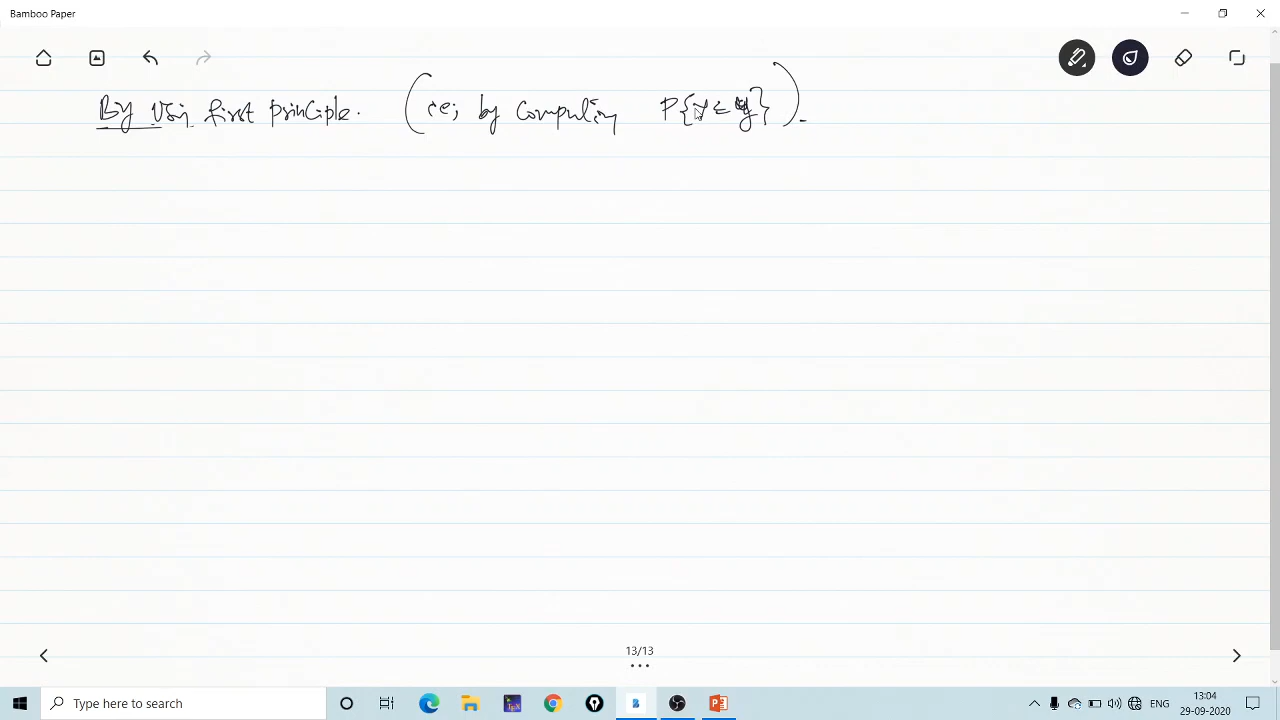 Bamboo Paper
By Using first principle. (ie; by computing P{Y ≤ y}).
13/13
Type here to search
ENG
13:04
29-09-2020